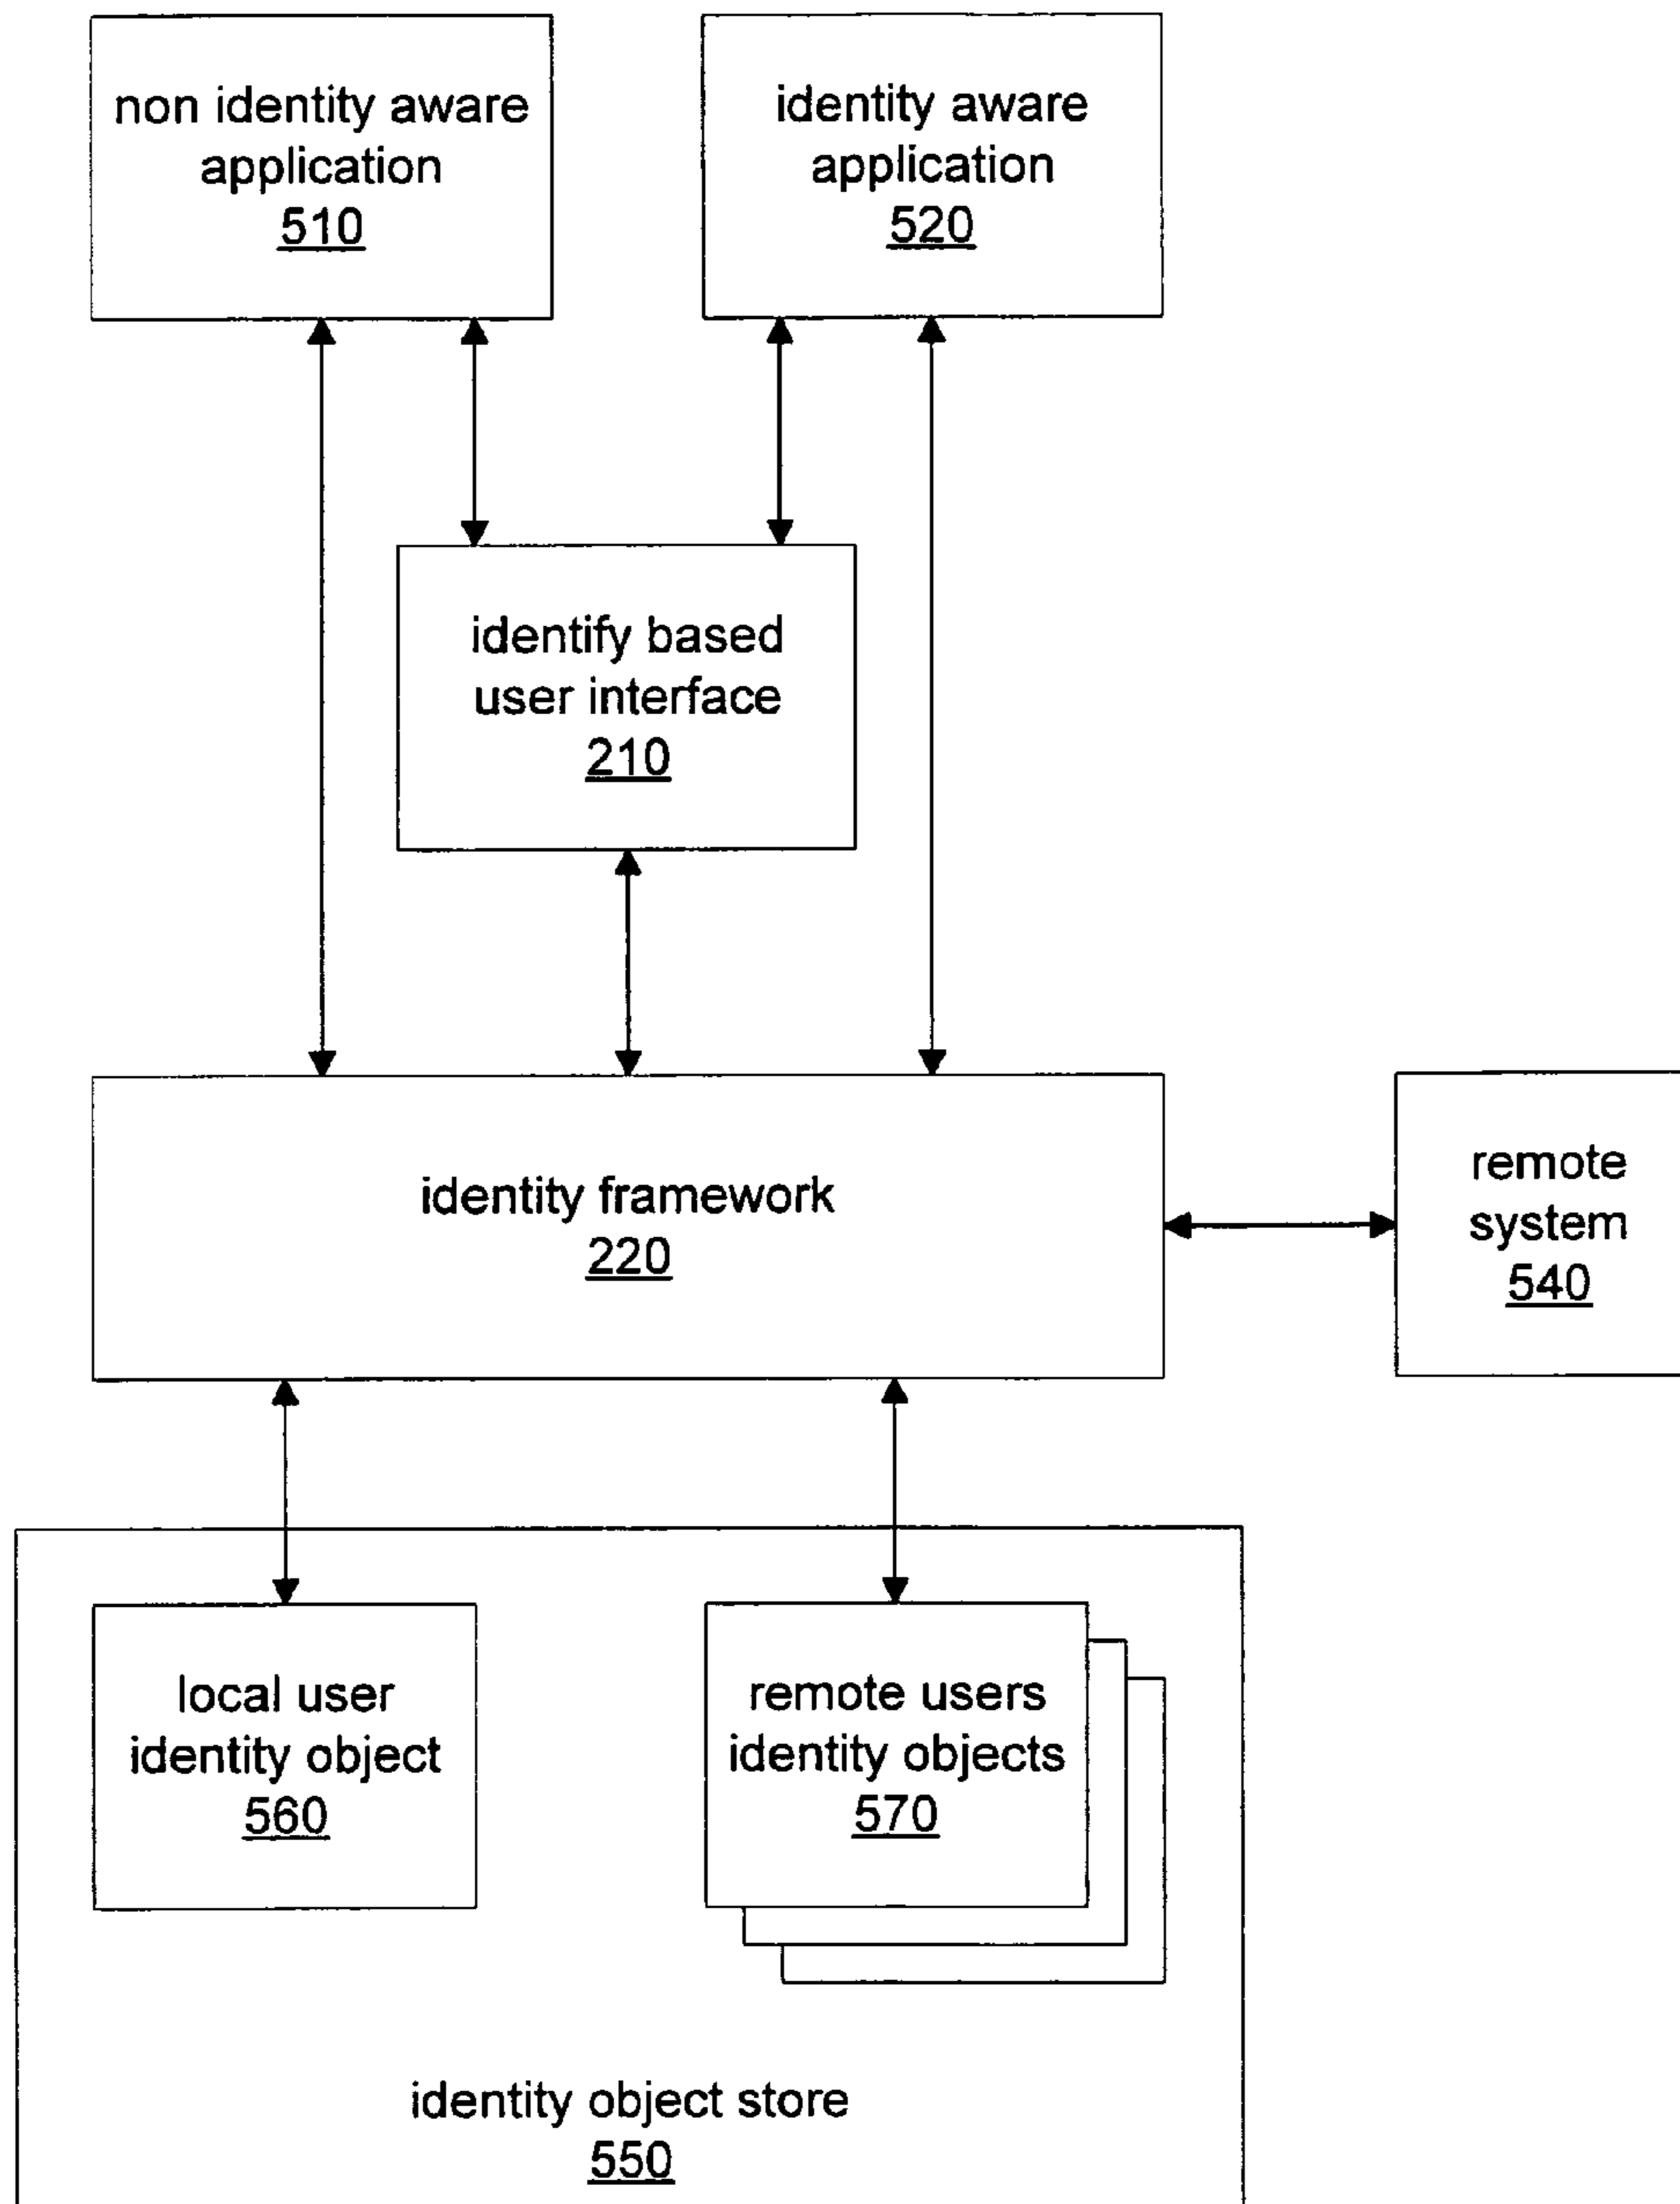 non identity aware
application
510
identity aware
application
520
identify based
user interface
210
identity framework
220
remote
system
540
local user
identity object
560
remote users
identity objects
570
identity object store
550